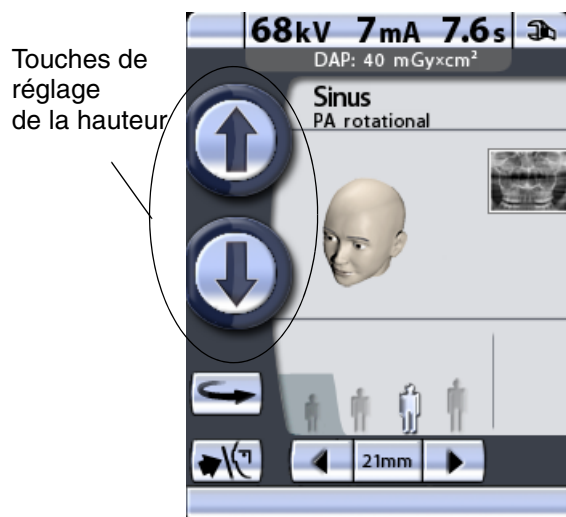 Touches de
réglage
de la hauteur
68kV 7mA 7.6s
DAP: 40 mGy×cm²
Sinus
PA rotational
21mm